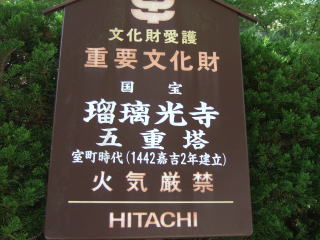 文化財愛護
重要文化財
国宝
瑠璃光寺
五重塔
室町時代(1442嘉吉2年建立)
火気厳禁
HITACHI